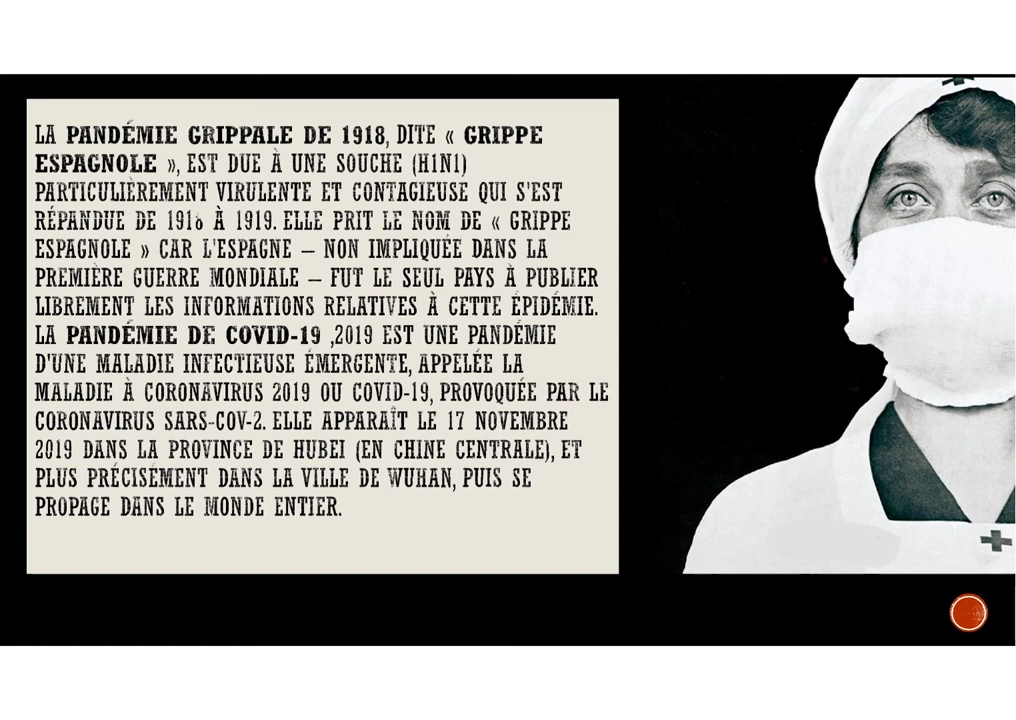 LA PANDÉMIE GRIPPALE DE 1918, DITE « GRIPPE
ESPAGNOLE », EST DUE À UNE SOUCHE (H1N1)
PARTICULIÈREMENT VIRULENTE ET CONTAGIEUSE QUI S'EST
RÉPANDUE DE 1918 À 1919. ELLE PRIT LE NOM DE « GRIPPE
ESPAGNOLE » CAR L'ESPAGNE – NON IMPLIQUÉE DANS LA
PREMIÈRE GUERRE MONDIALE – FUT LE SEUL PAYS À PUBLIER
LIBREMENT LES INFORMATIONS RELATIVES À CETTE ÉPIDÉMIE.
LA PANDÉMIE DE COVID-19 ,2019 EST UNE PANDÉMIE
D'UNE MALADIE INFECTIEUSE ÉMERGENTE, APPELÉE LA
MALADIE À CORONAVIRUS 2019 OU COVID-19, PROVOQUÉE PAR LE
CORONAVIRUS SARS-COV-2. ELLE APPARAÎT LE 17 NOVEMBRE
2019 DANS LA PROVINCE DE HUBEI (EN CHINE CENTRALE), ET
PLUS PRÉCISÉMENT DANS LA VILLE DE WUHAN, PUIS SE
PROPAGE DANS LE MONDE ENTIER.